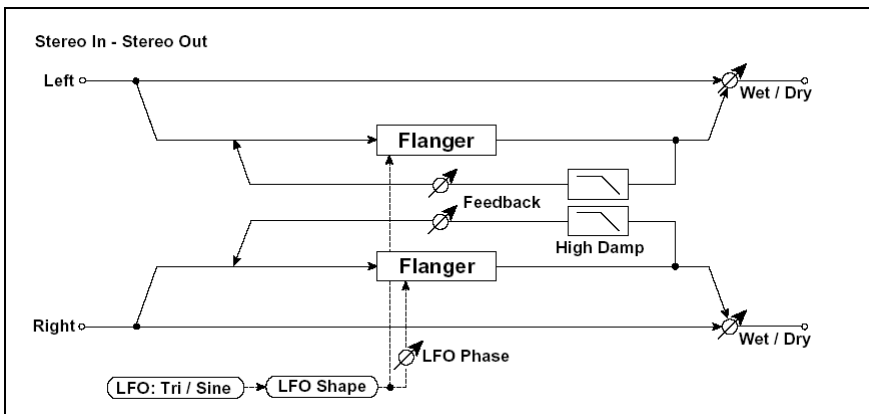 Stereo In - Stereo Out
Left
Wet / Dry
Flanger
Feedback
High Damp
Flanger
Right
Wet / Dry
LFO Phase
LFO: Tri / Sine
LFO Shape